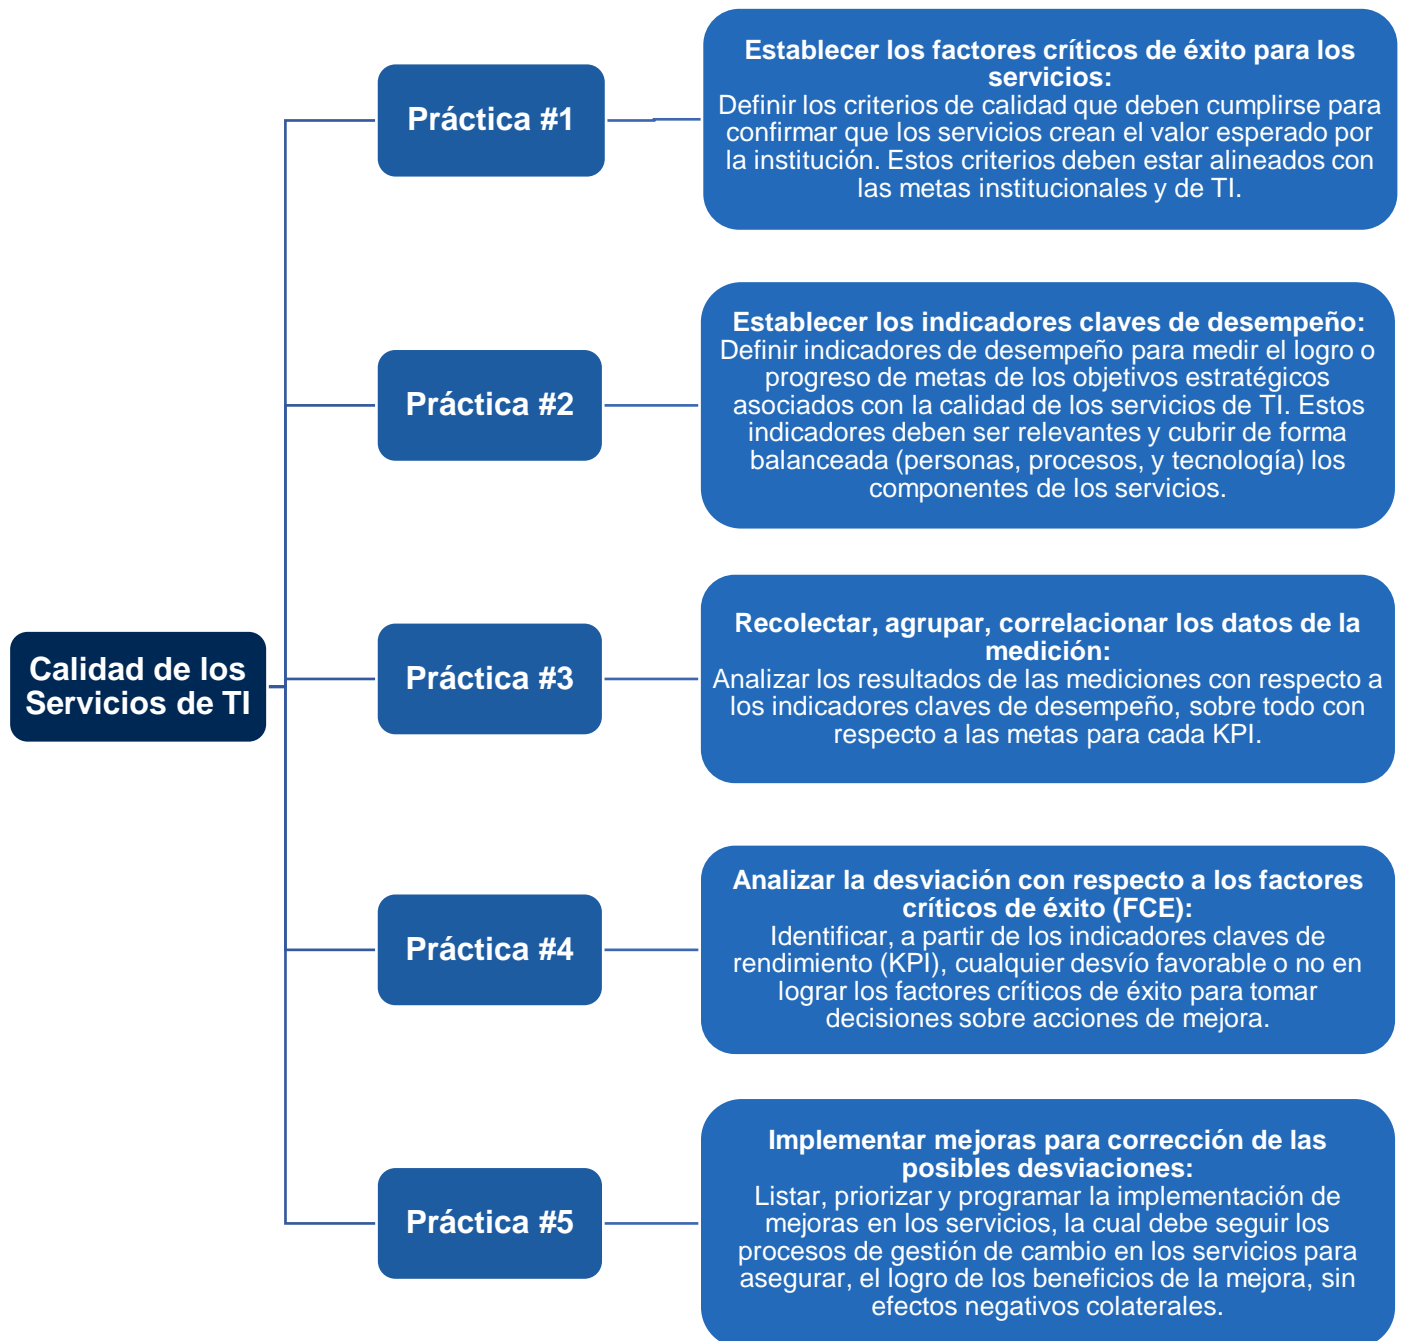 Calidad de los
Servicios de TI
Práctica #1
Establecer los factores críticos de éxito para los
servicios:
Definir los criterios de calidad que deben cumplirse para
confirmar que los servicios crean el valor esperado por
la institución. Estos criterios deben estar alineados con
las metas institucionales y de TI.
Práctica #2
Establecer los indicadores claves de desempeño:
Definir indicadores de desempeño para medir el logro o
progreso de metas de los objetivos estratégicos
asociados con la calidad de los servicios de TI. Estos
indicadores deben ser relevantes y cubrir de forma
balanceada (personas, procesos, y tecnología) los
componentes de los servicios.
Práctica #3
Recolectar, agrupar, correlacionar los datos de la
medición:
Analizar los resultados de las mediciones con respecto a
los indicadores claves de desempeño, sobre todo con
respecto a las metas para cada KPI.
Práctica #4
Analizar la desviación con respecto a los factores
críticos de éxito (FCE):
Identificar, a partir de los indicadores claves de
rendimiento (KPI), cualquier desvío favorable o no en
lograr los factores críticos de éxito para tomar
decisiones sobre acciones de mejora.
Práctica #5
Implementar mejoras para corrección de las
posibles desviaciones:
Listar, priorizar y programar la implementación de
mejoras en los servicios, la cual debe seguir los
procesos de gestión de cambio en los servicios para
asegurar, el logro de los beneficios de la mejora, sin
efectos negativos colaterales.